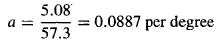 a = 5.08/57.3 = 0.0887 per degree